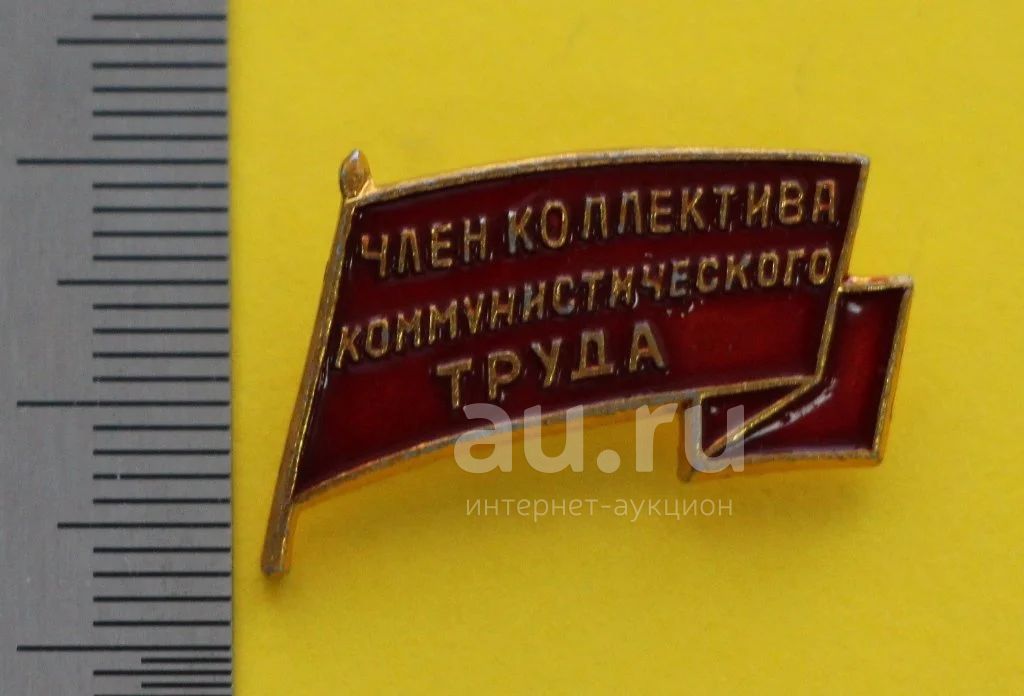 ЧЛЕН КОЛЛЕКТИВА
КОММУНИСТИЧЕСКОГО
ТРУДА
au.ru
интернет-аукцион